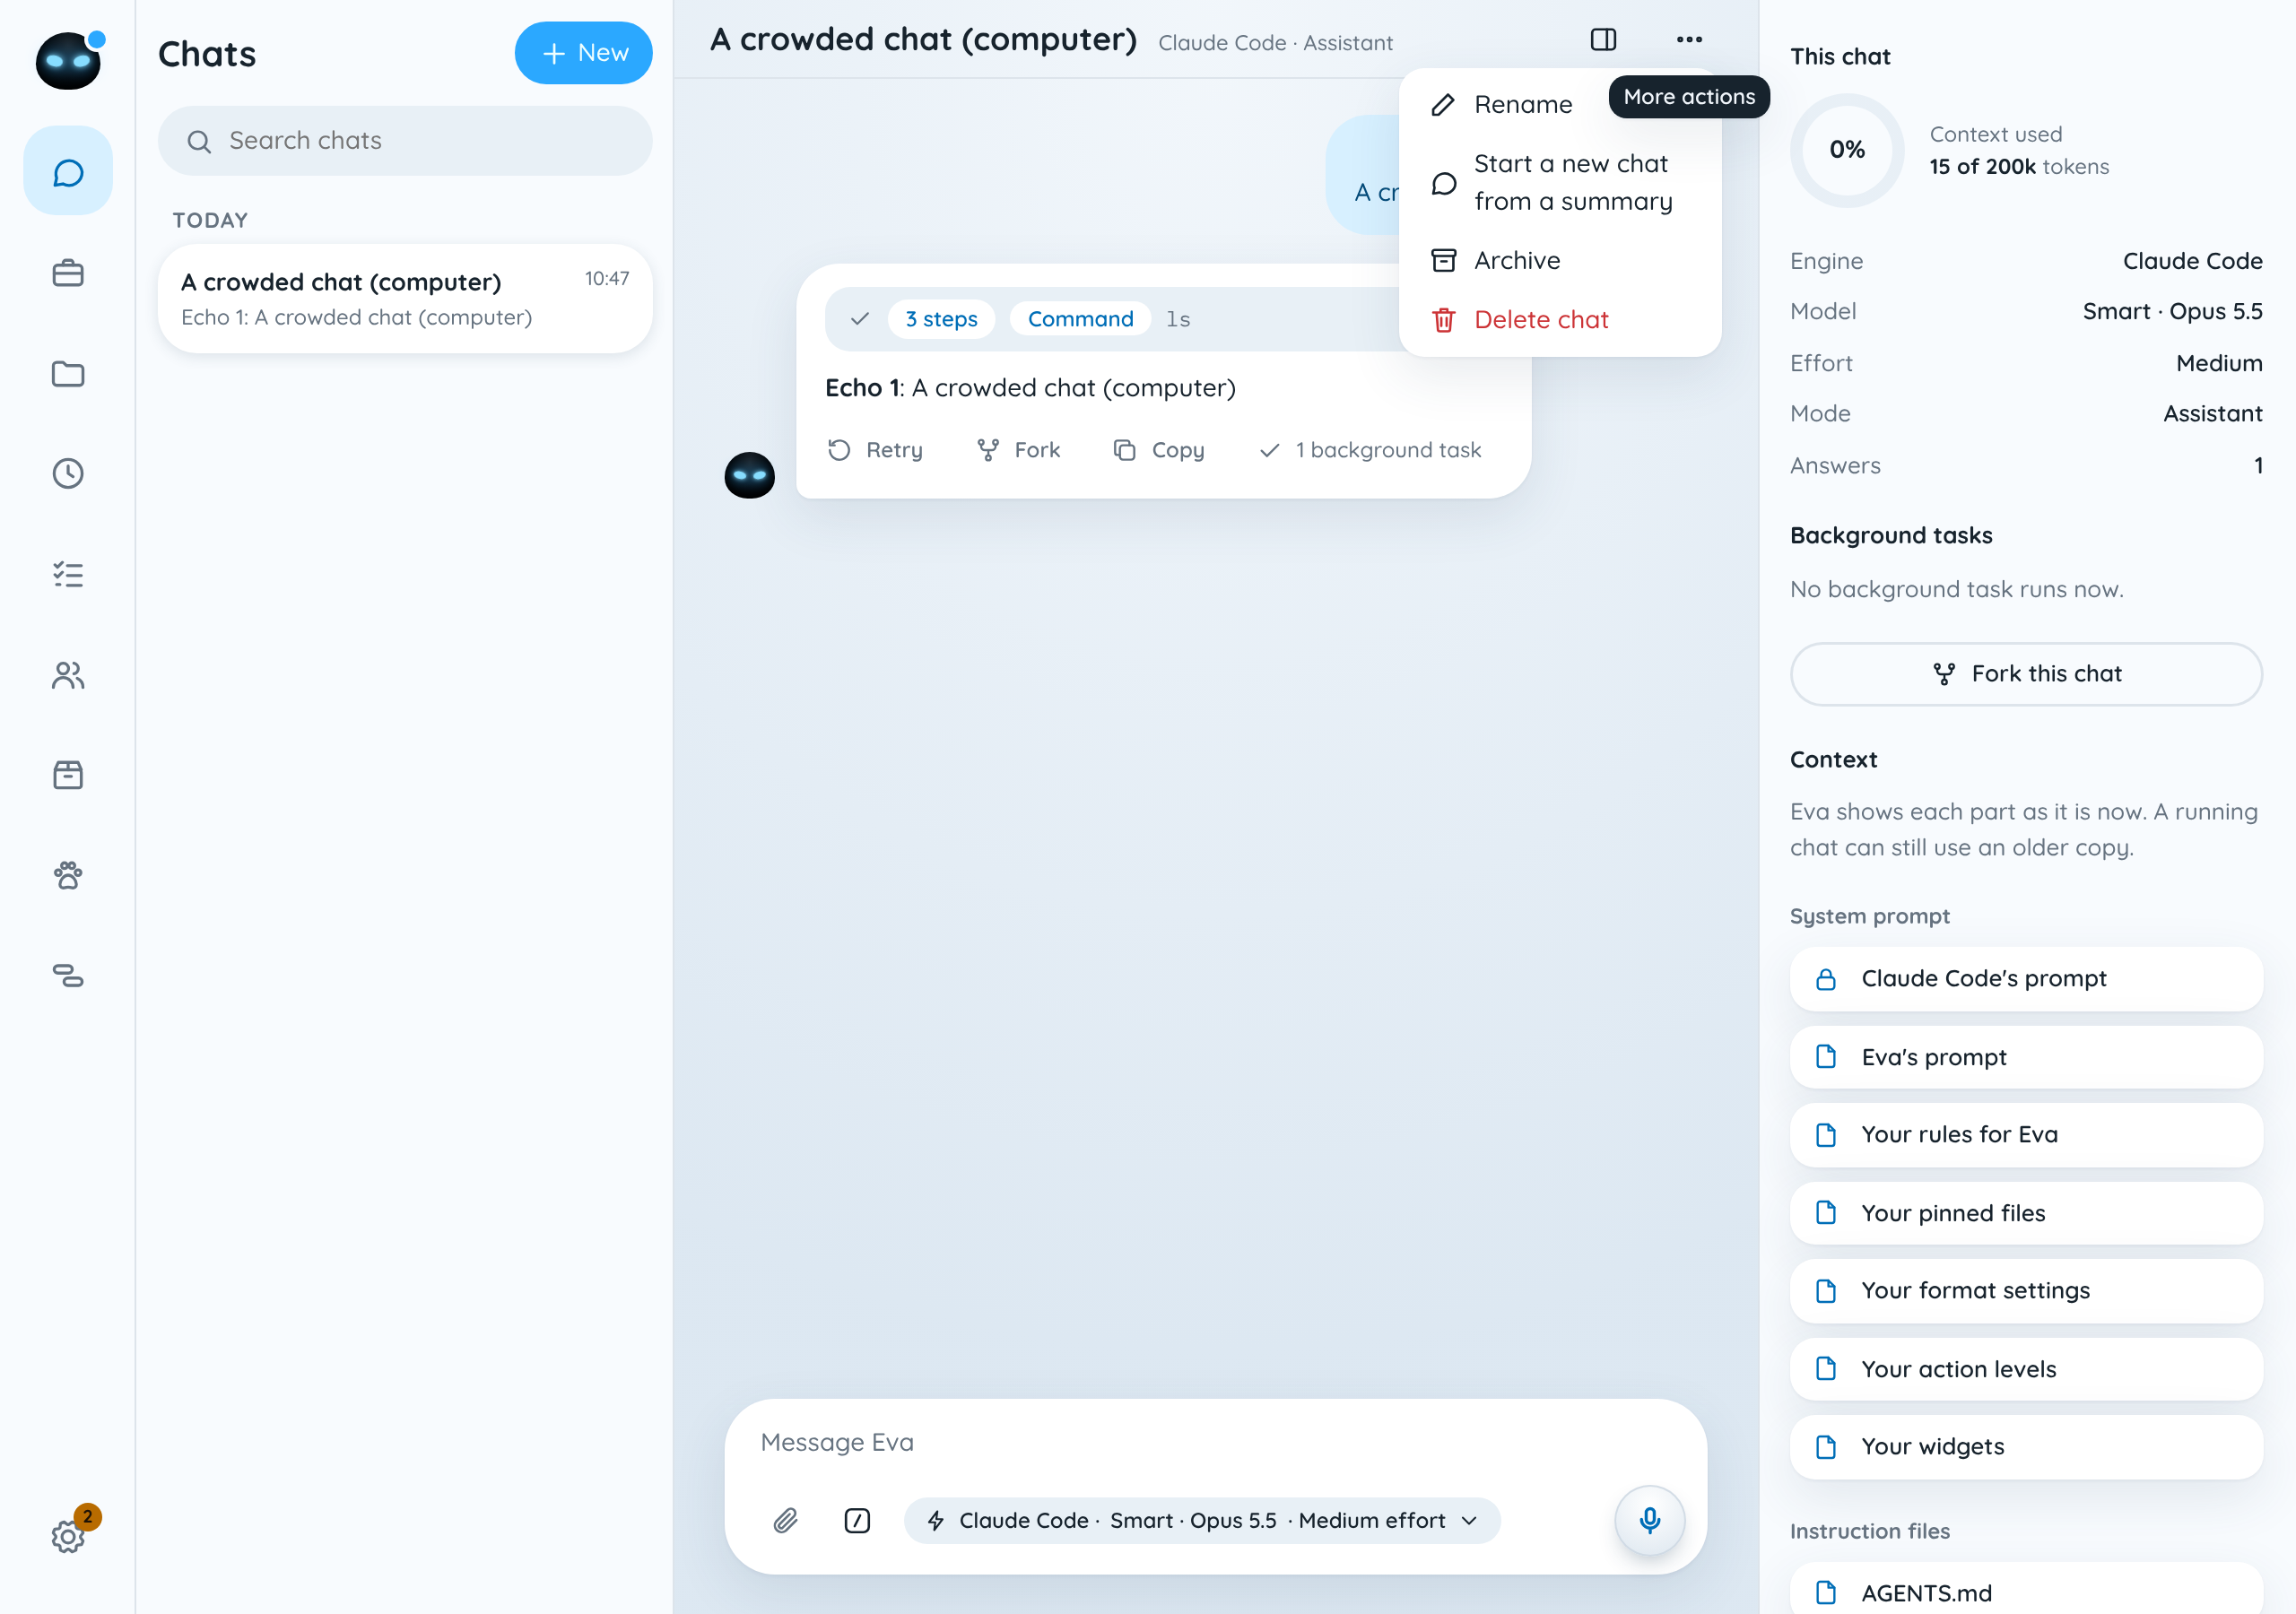 Chats
New
Search chats
TODAY
A crowded chat (computer)
10:47
Echo 1: A crowded chat (computer)
2
A crowded chat (computer)
Claude Code · Assistant
More actions
Rename
Start a new chat
from a summary
Archive
Delete chat
A cr
3 steps
Command
ls
Echo 1: A crowded chat (computer)
Retry
Fork
Copy
1 background task
Message Eva
Claude Code · Smart · Opus 5.5 · Medium effort
This chat
0%
Context used
15 of 200k tokens
Engine
Claude Code
Model
Smart · Opus 5.5
Effort
Medium
Mode
Assistant
Answers
1
Background tasks
No background task runs now.
Fork this chat
Context
Eva shows each part as it is now. A running
chat can still use an older copy.
System prompt
Claude Code's prompt
Eva's prompt
Your rules for Eva
Your pinned files
Your format settings
Your action levels
Your widgets
Instruction files
AGENTS.md